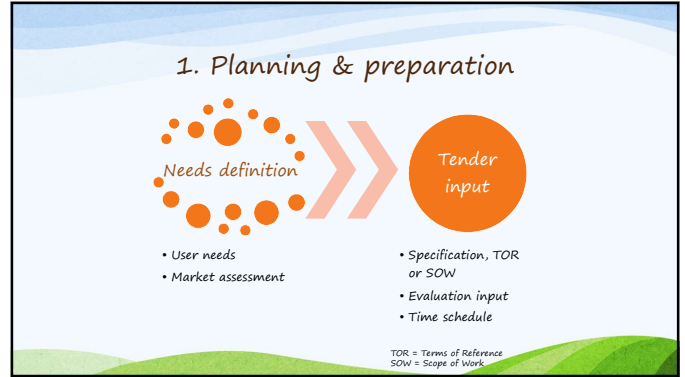 1. Planning & preparation
Needs definition
• User needs
• Market assessment
Tender
input
• Specification, TOR
or SOW
• Evaluation input
• Time schedule
TOR = Terms of Reference
SOW = Scope of Work